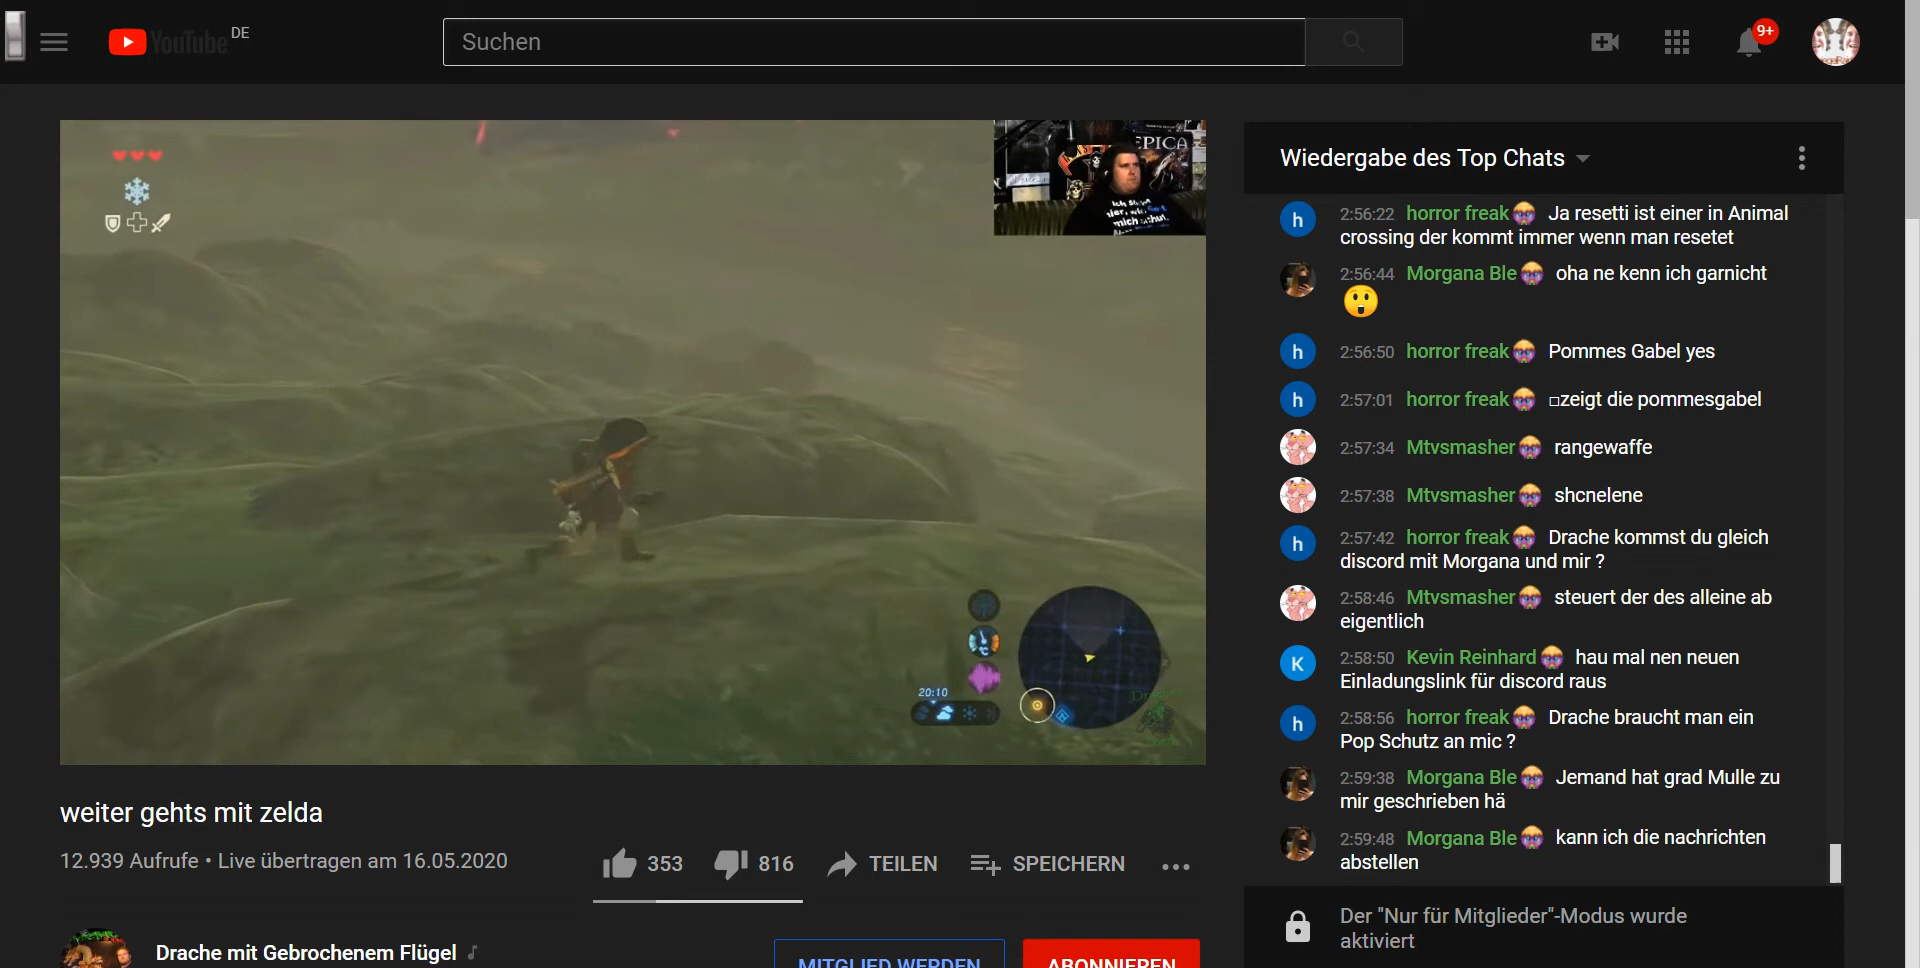 YouTube DE
Suchen
9+
EPICA
20:10
Wiedergabe des Top Chats
h 2:56:22 horror freak Ja resetti ist einer in Animal
crossing der kommt immer wenn man resetet
2:56:44 Morgana Ble oha ne kenn ich garnicht
h 2:56:50 horror freak Pommes Gabel yes
h 2:57:01 horror freak □zeigt die pommesgabel
2:57:34 Mtvsmasher rangewaffe
2:57:38 Mtvsmasher shcnelene
h 2:57:42 horror freak Drache kommst du gleich
discord mit Morgana und mir ?
2:58:46 Mtvsmasher steuert der des alleine ab
eigentlich
K 2:58:50 Kevin Reinhard hau mal nen neuen
Einladungslink für discord raus
h 2:58:56 horror freak Drache braucht man ein
Pop Schutz an mic ?
2:59:38 Morgana Ble Jemand hat grad Mulle zu
mir geschrieben hä
2:59:48 Morgana Ble kann ich die nachrichten
abstellen
Der "Nur für Mitglieder"-Modus wurde
aktiviert
weiter gehts mit zelda
12.939 Aufrufe • Live übertragen am 16.05.2020
353 816 TEILEN SPEICHERN
Drache mit Gebrochenem Flügel
MITGLIED WERDEN ABONNIEREN